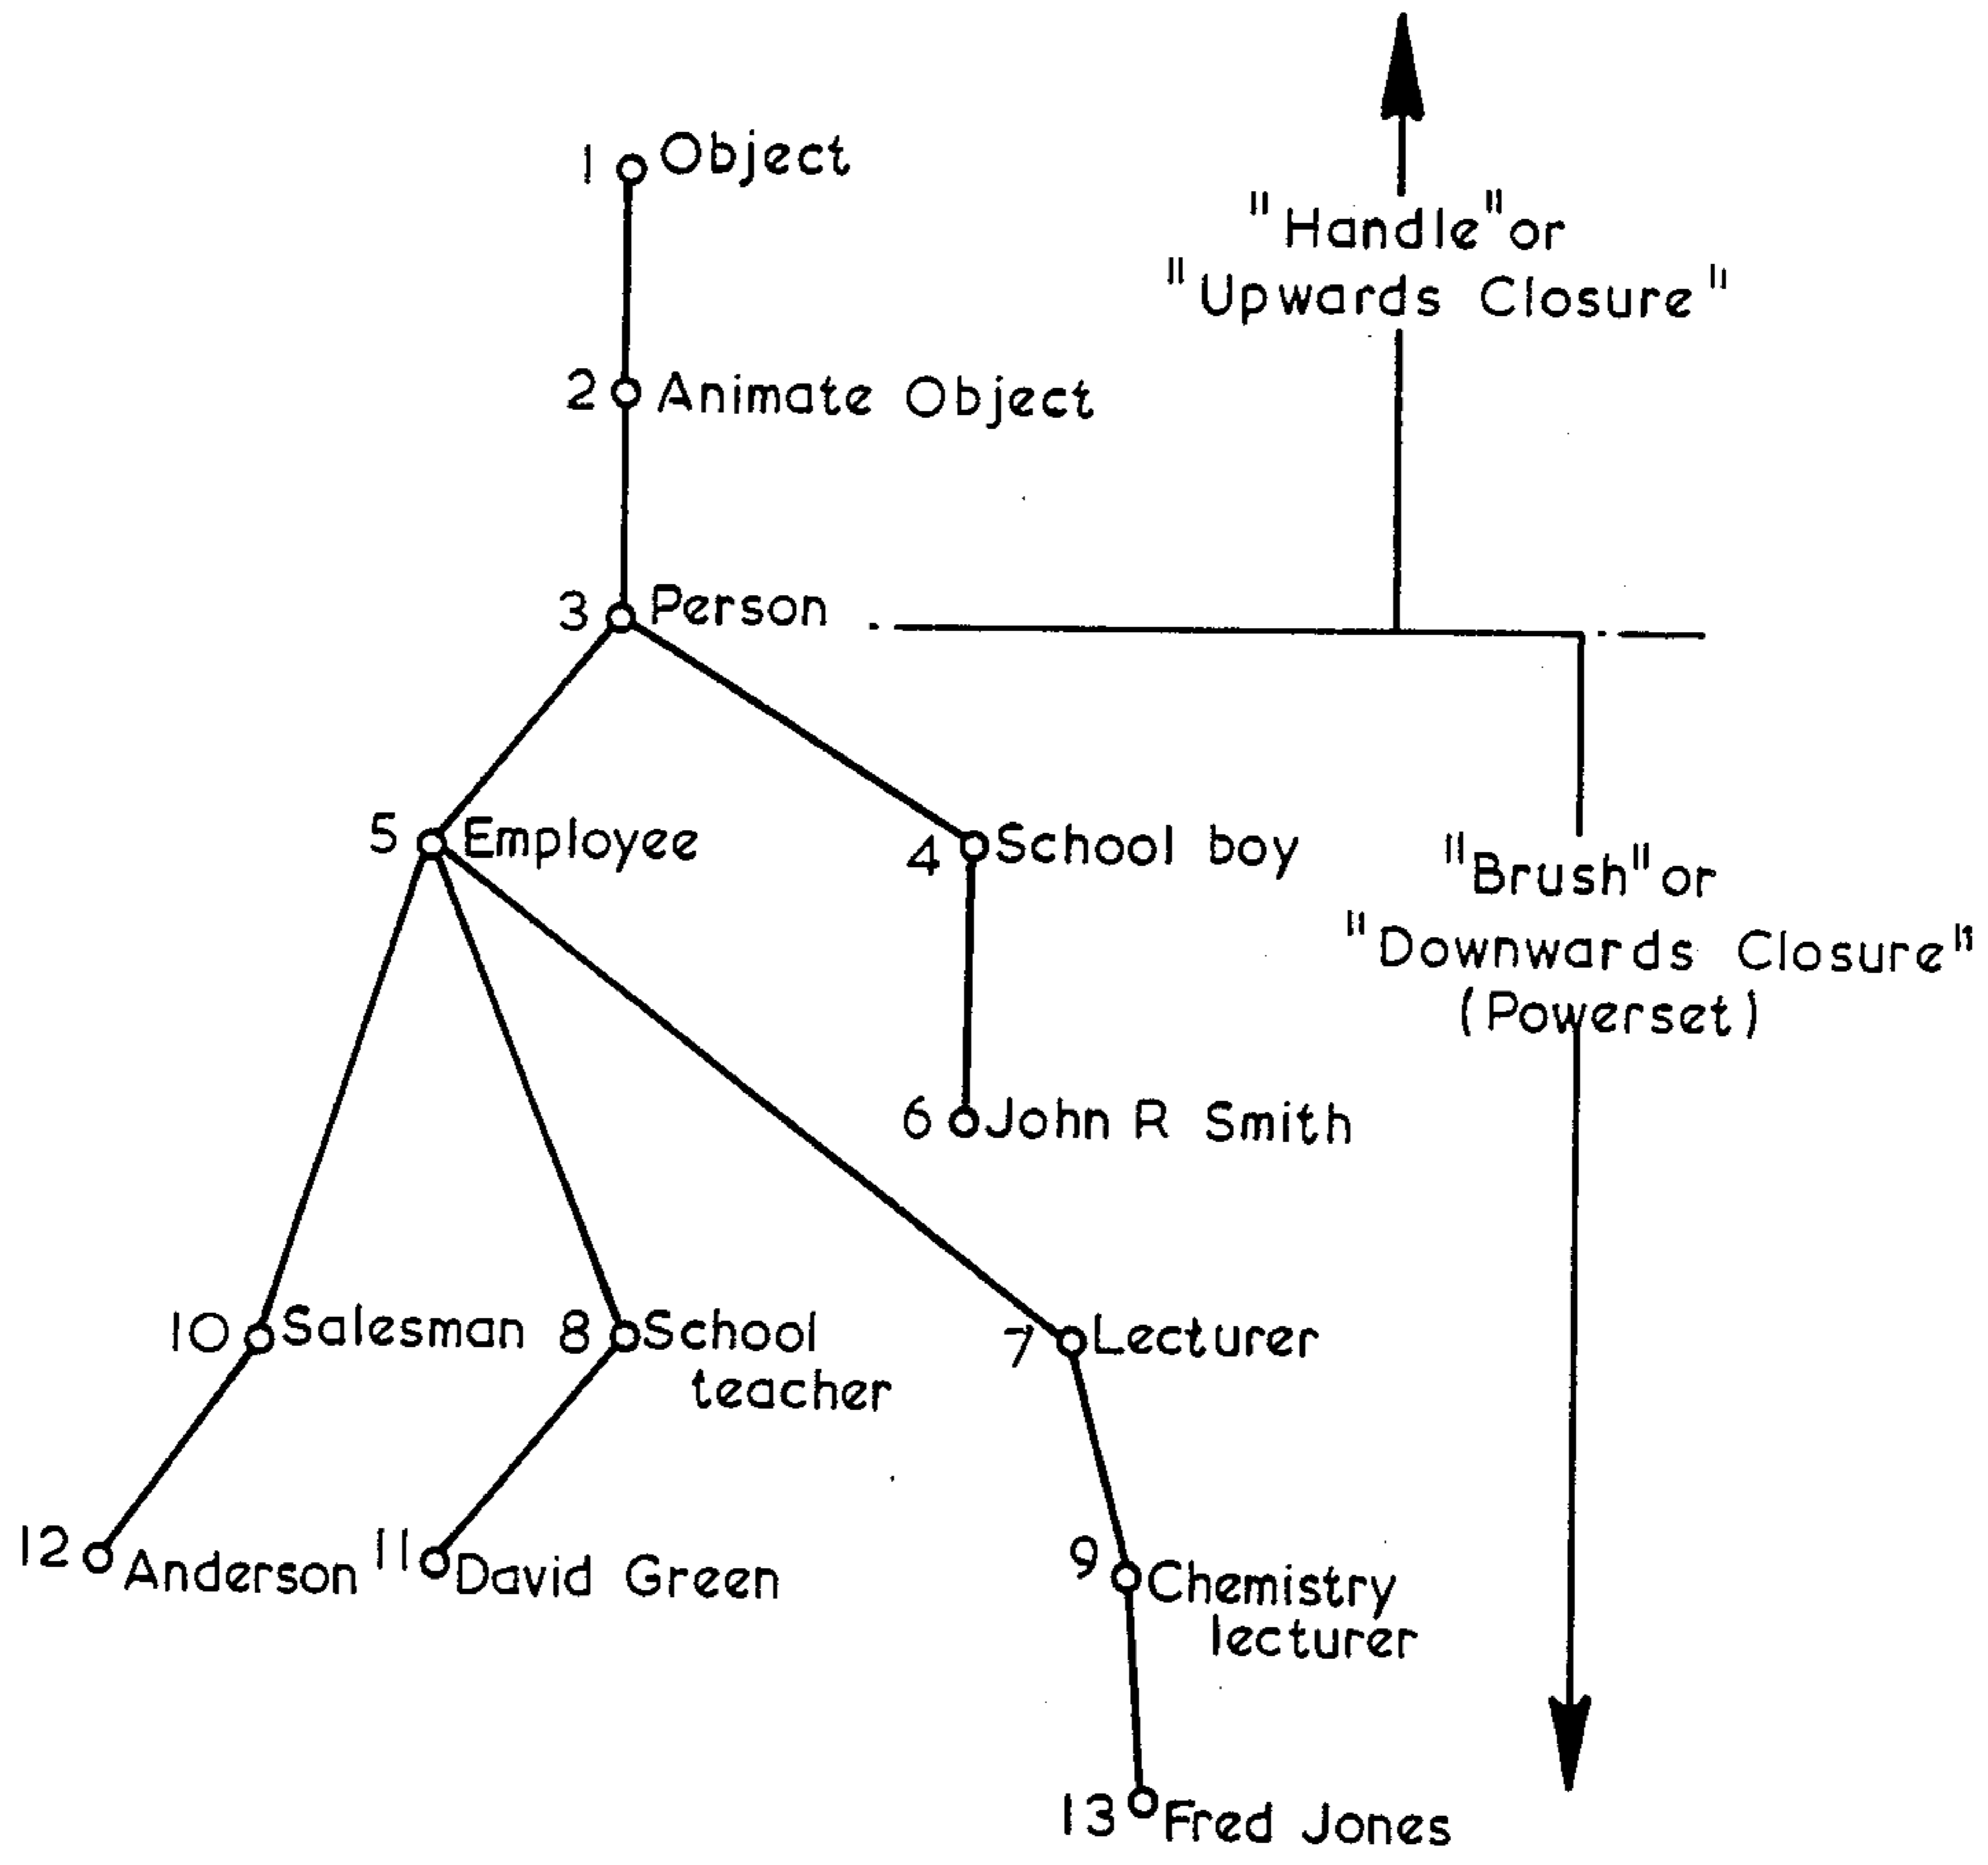 1 Object
"Handle" or
"Upwards Closure"
2 Animate Object
3 Person
5 Employee
4 School boy
"Brush" or
"Downwards Closure"
(Powerset)
6 John R Smith
10 Salesman
8 School
teacher
7 Lecturer
12 Anderson
11 David Green
9 Chemistry
lecturer
13 Fred Jones